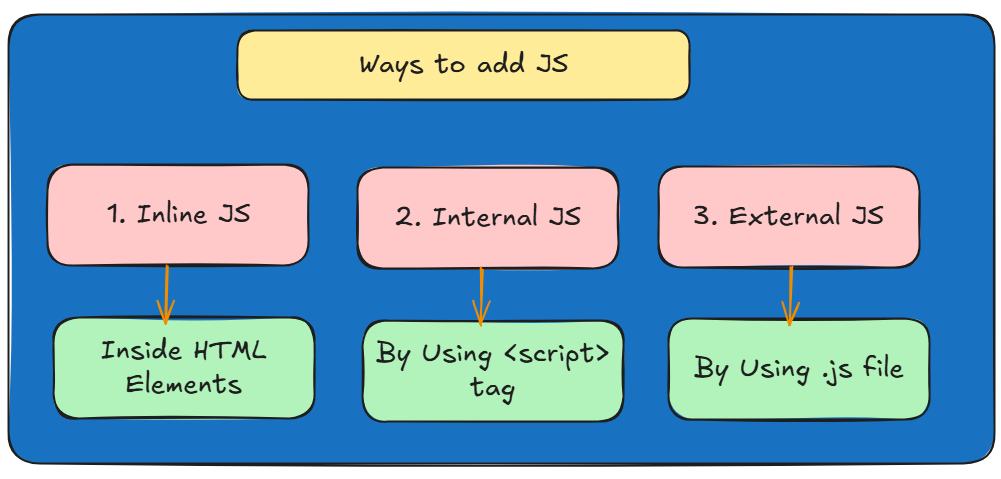 Ways to add JS
1. Inline JS
2. Internal JS
3. External JS
Inside HTML
Elements
By Using <script>
tag
By Using .js file